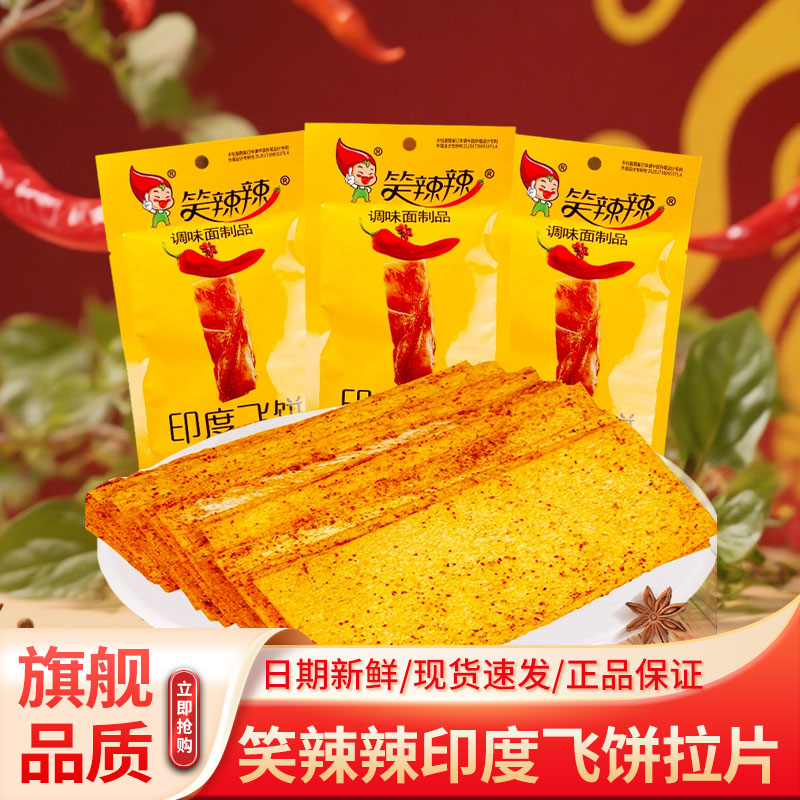 笑辣辣®
调味面制品
印度飞饼
笑辣辣®
调味面制品
笑辣辣®
调味面制品
旗舰
品质
立即抢购
日期新鲜/现货速发/正品保证
笑辣辣印度飞饼拉片